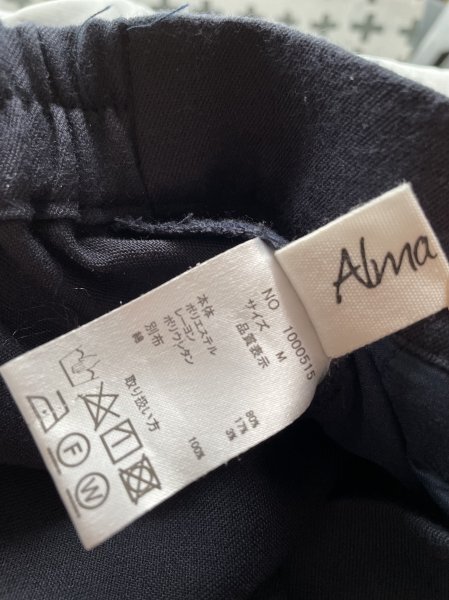 Alma
NO 1000515
サイズ M
品質表示
本体
ポリエステル 80%
レーヨン 17%
ポリウレタン 3%
別布
綿 100%
取り扱い方
F W